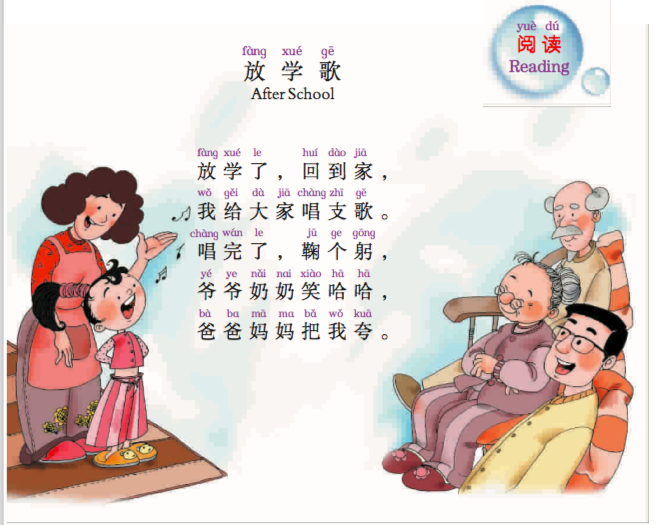 yuè dú
阅读
Reading
fàng xué gē
放学歌
After School
fàng xué le huí dào jiā
放学了，回到家，
wǒ gěi dà jiā chàng zhī gē
我给大家唱支歌。
chàng wán le jū ge gōng
唱完了，鞠个躬，
yé ye nǎi nai xiào hā hā
爷爷奶奶笑哈哈，
bà ba mā ma bǎ wǒ kuā
爸爸妈妈把我夸。